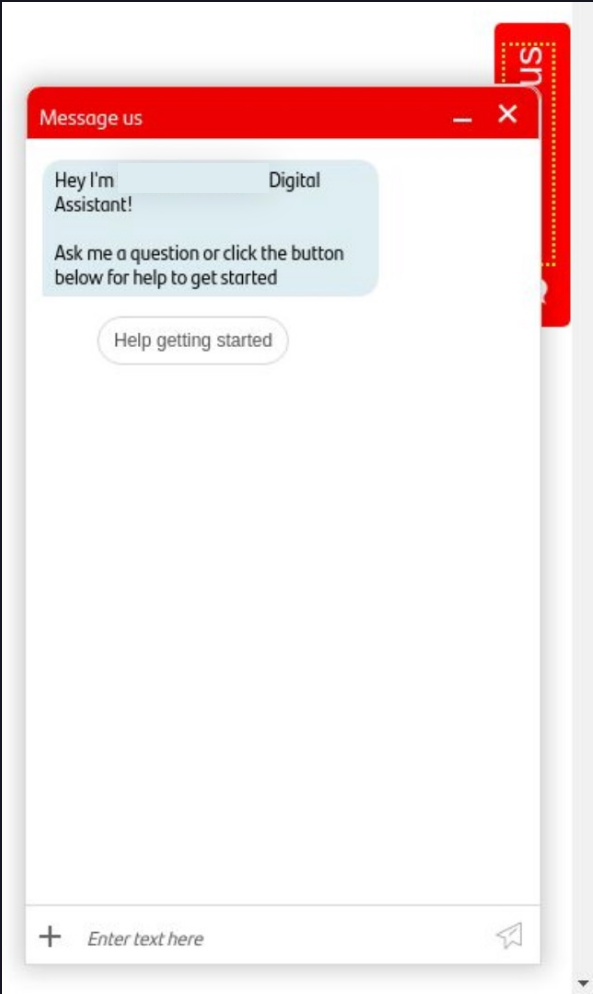 us
Message us
Hey I'm Digital
Assistant!
Ask me a question or click the button
below for help to get started
Help getting started
Enter text here